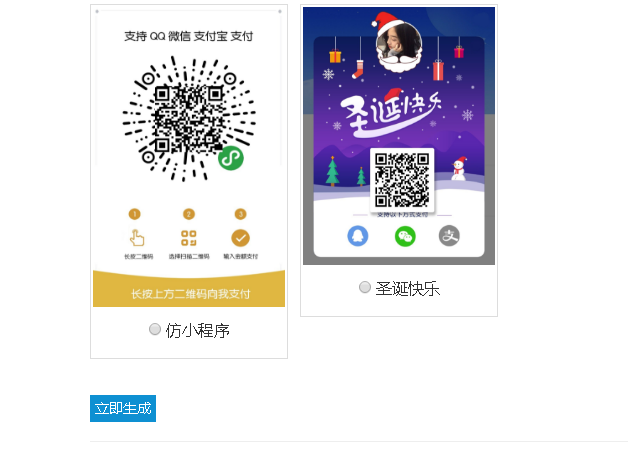 支持 QQ 微信 支付宝 支付
1 2 3
长按二维码 选择扫描二维码 输入金额支付
长按上方二维码向我支付
仿小程序
圣诞快乐
支持以下方式支付
支
圣诞快乐
立即生成